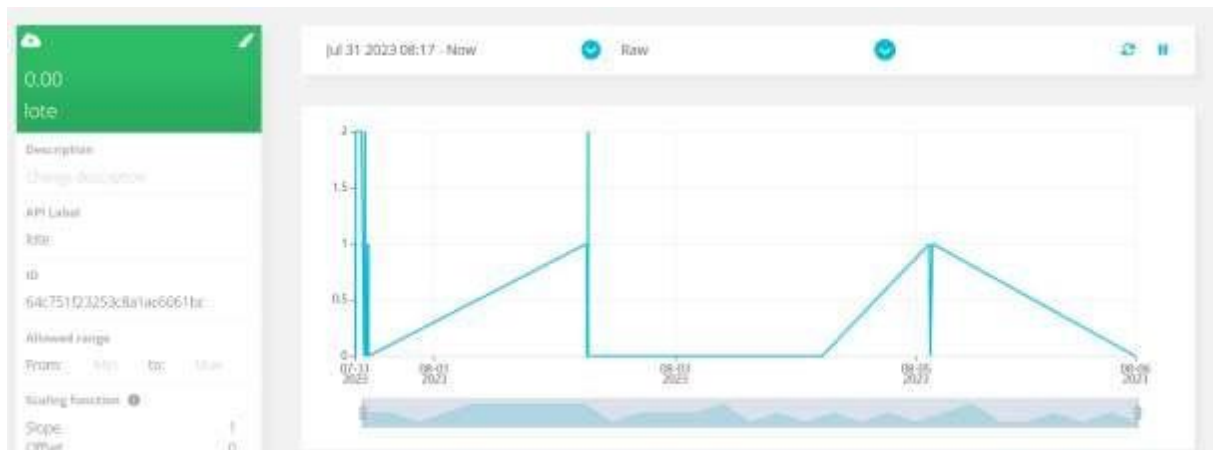 0.00
lote
Description
Change description
API Label
lote
ID
Allowed range
From: Min to: Max
Scaling function
Slope 1
Offset 0
Jul 31 2023 08:17 - Now
Raw
2
1.5
1
0.5
0
07-31
2023
2023
08-03
2023
08-05
2023
08-06
2023